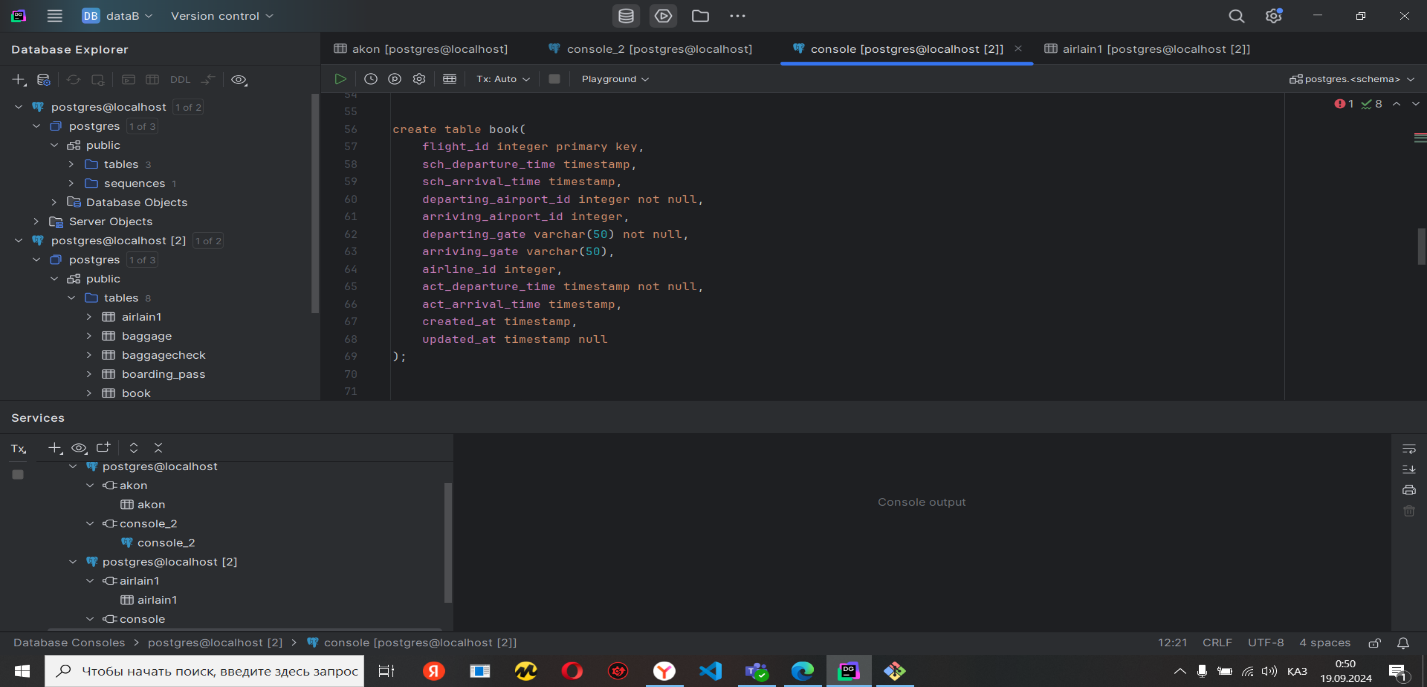 DB dataB Version control
Database Explorer
akon [postgres@localhost] console_2 [postgres@localhost] console [postgres@localhost [2]] airlain1 [postgres@localhost [2]]
DDL
Tx: Auto Playground postgres.<schema>
1 8
postgres@localhost 1 of 2
postgres 1 of 3
public
tables 3
sequences 1
Database Objects
Server Objects
postgres@localhost [2] 1 of 2
postgres 1 of 3
public
tables 8
airlain1
baggage
baggagecheck
boarding_pass
book
54
55
56 create table book(
57 flight_id integer primary key,
58 sch_departure_time timestamp,
59 sch_arrival_time timestamp,
60 departing_airport_id integer not null,
61 arriving_airport_id integer,
62 departing_gate varchar(50) not null,
63 arriving_gate varchar(50),
64 airline_id integer,
65 act_departure_time timestamp not null,
66 act_arrival_time timestamp,
67 created_at timestamp,
68 updated_at timestamp null
69 );
70
71
Services
Tx
postgres@localhost
akon
akon
console_2
console_2
postgres@localhost [2]
airlain1
airlain1
console
Console output
Database Consoles > postgres@localhost [2] > console [postgres@localhost [2]] 12:21 CRLF UTF-8 4 spaces
Чтобы начать поиск, введите здесь запрос
Я
Y
DG
ҚАЗ
0:50
19.09.2024
1